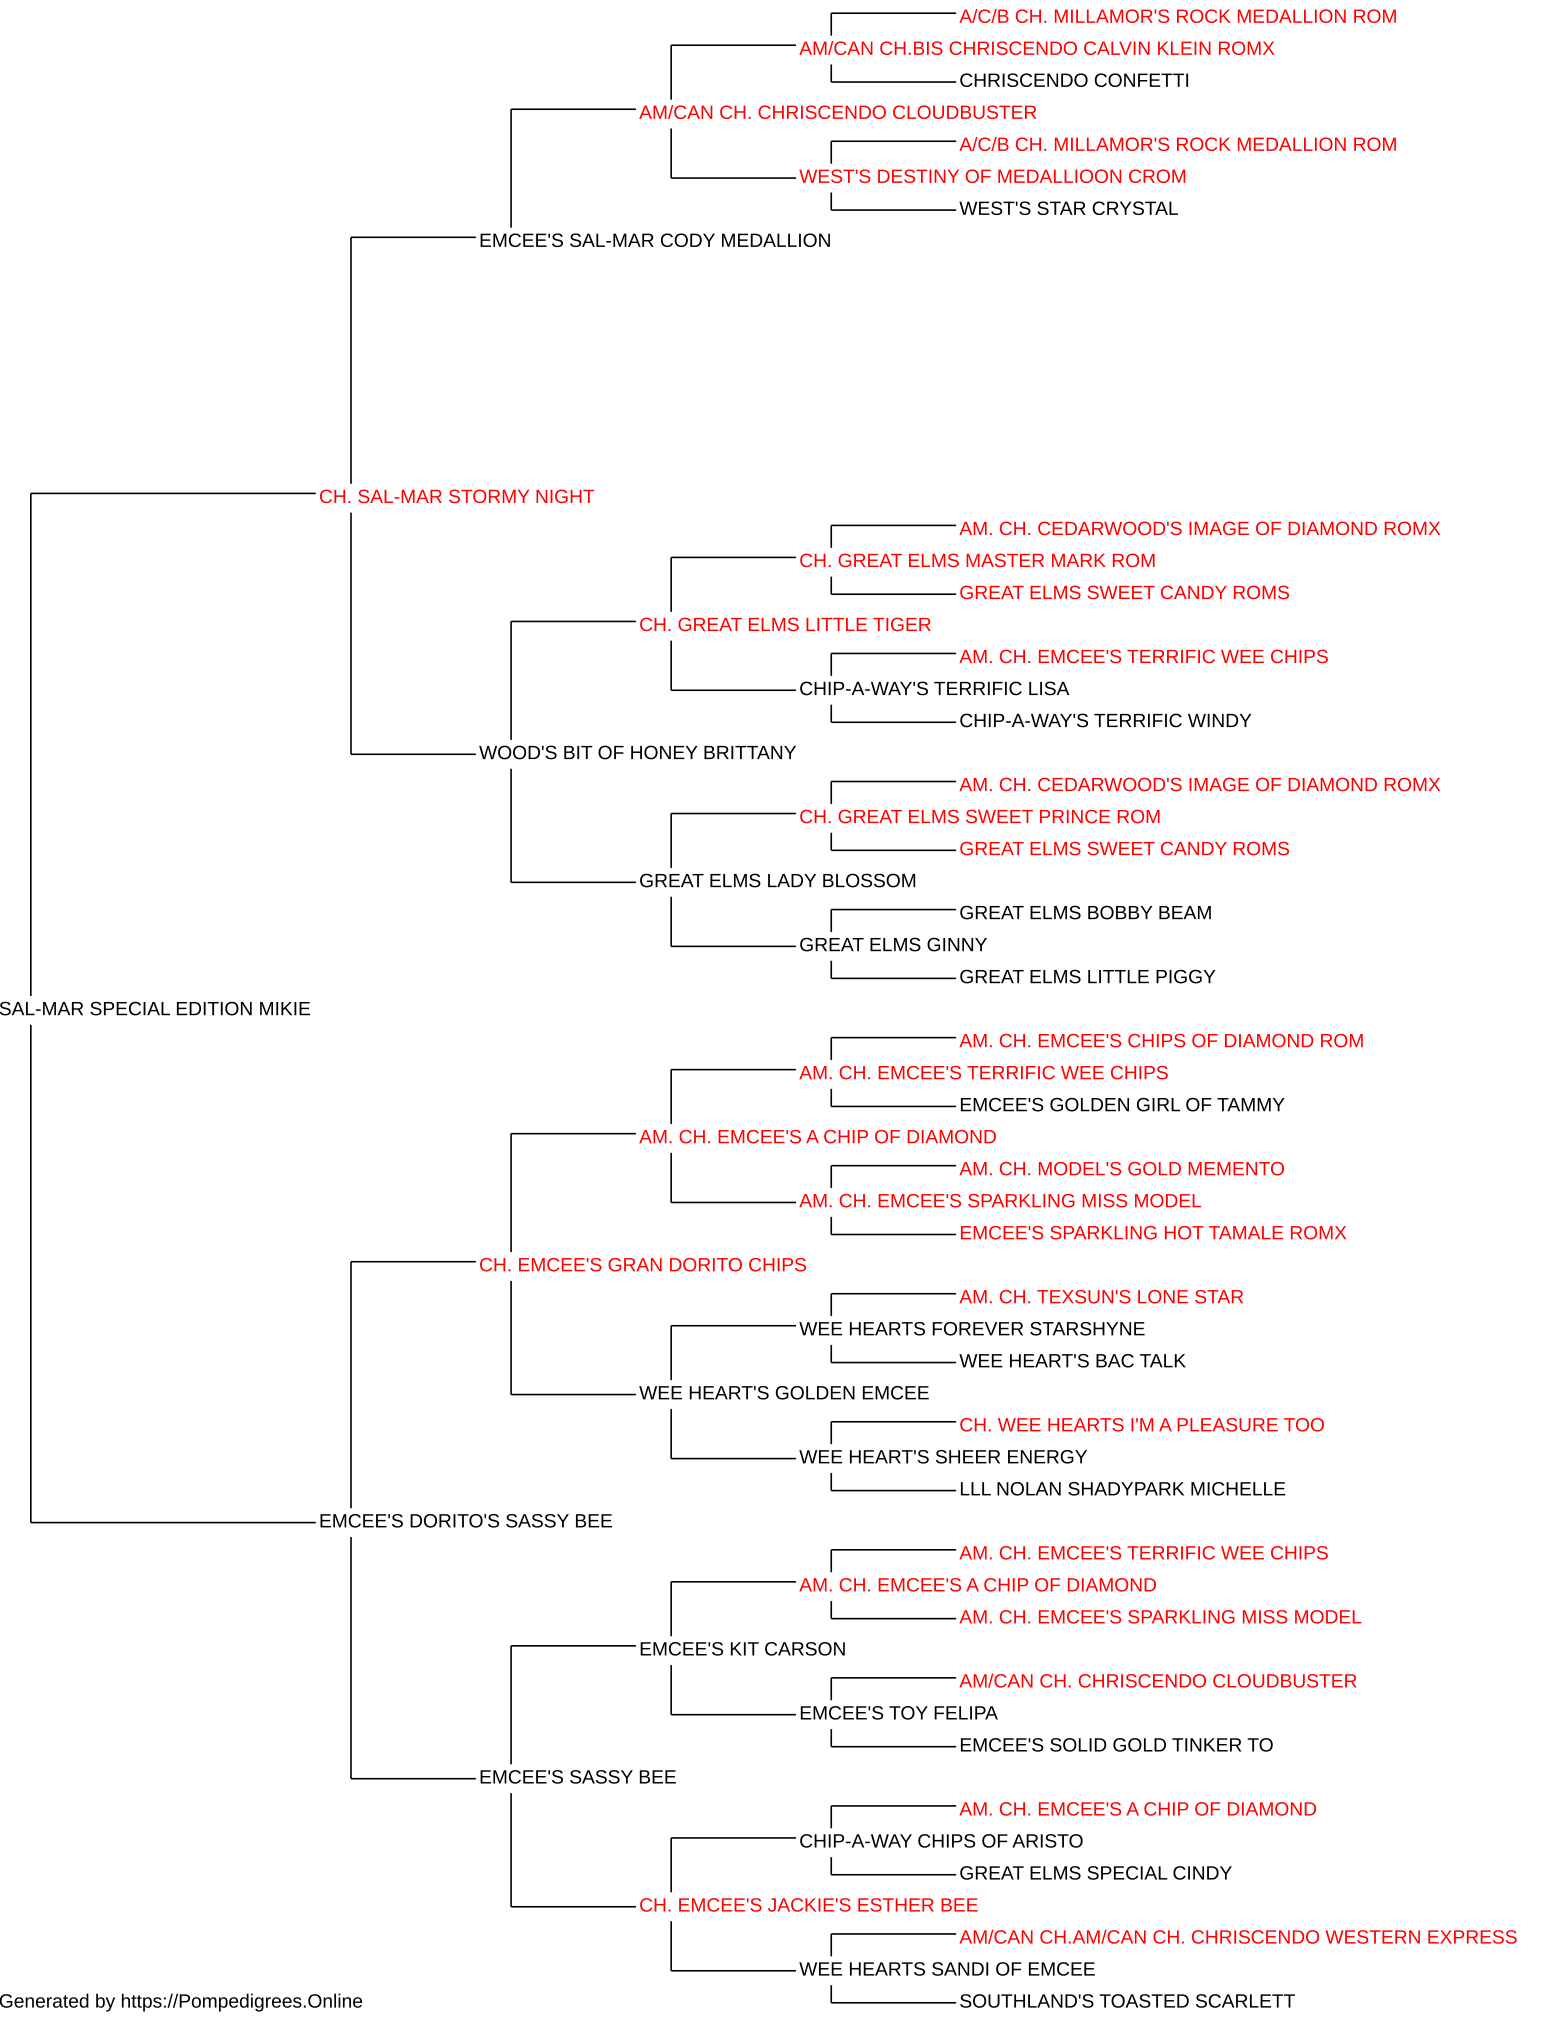 A/C/B CH. MILLAMOR'S ROCK MEDALLION ROM
AM/CAN CH.BIS CHRISCENDO CALVIN KLEIN ROMX
CHRISCENDO CONFETTI
AM/CAN CH. CHRISCENDO CLOUDBUSTER
A/C/B CH. MILLAMOR'S ROCK MEDALLION ROM
WEST'S DESTINY OF MEDALLIOON CROM
WEST'S STAR CRYSTAL
EMCEE'S SAL-MAR CODY MEDALLION
CH. SAL-MAR STORMY NIGHT
AM. CH. CEDARWOOD'S IMAGE OF DIAMOND ROMX
CH. GREAT ELMS MASTER MARK ROM
GREAT ELMS SWEET CANDY ROMS
CH. GREAT ELMS LITTLE TIGER
AM. CH. EMCEE'S TERRIFIC WEE CHIPS
CHIP-A-WAY'S TERRIFIC LISA
CHIP-A-WAY'S TERRIFIC WINDY
WOOD'S BIT OF HONEY BRITTANY
AM. CH. CEDARWOOD'S IMAGE OF DIAMOND ROMX
CH. GREAT ELMS SWEET PRINCE ROM
GREAT ELMS SWEET CANDY ROMS
GREAT ELMS LADY BLOSSOM
GREAT ELMS BOBBY BEAM
GREAT ELMS GINNY
GREAT ELMS LITTLE PIGGY
SAL-MAR SPECIAL EDITION MIKIE
AM. CH. EMCEE'S CHIPS OF DIAMOND ROM
AM. CH. EMCEE'S TERRIFIC WEE CHIPS
EMCEE'S GOLDEN GIRL OF TAMMY
AM. CH. EMCEE'S A CHIP OF DIAMOND
AM. CH. MODEL'S GOLD MEMENTO
AM. CH. EMCEE'S SPARKLING MISS MODEL
EMCEE'S SPARKLING HOT TAMALE ROMX
CH. EMCEE'S GRAN DORITO CHIPS
AM. CH. TEXSUN'S LONE STAR
WEE HEARTS FOREVER STARSHYNE
WEE HEART'S BAC TALK
WEE HEART'S GOLDEN EMCEE
CH. WEE HEARTS I'M A PLEASURE TOO
WEE HEART'S SHEER ENERGY
LLL NOLAN SHADYPARK MICHELLE
EMCEE'S DORITO'S SASSY BEE
AM. CH. EMCEE'S TERRIFIC WEE CHIPS
AM. CH. EMCEE'S A CHIP OF DIAMOND
AM. CH. EMCEE'S SPARKLING MISS MODEL
EMCEE'S KIT CARSON
AM/CAN CH. CHRISCENDO CLOUDBUSTER
EMCEE'S TOY FELIPA
EMCEE'S SOLID GOLD TINKER TO
EMCEE'S SASSY BEE
AM. CH. EMCEE'S A CHIP OF DIAMOND
CHIP-A-WAY CHIPS OF ARISTO
GREAT ELMS SPECIAL CINDY
CH. EMCEE'S JACKIE'S ESTHER BEE
AM/CAN CH.AM/CAN CH. CHRISCENDO WESTERN EXPRESS
WEE HEARTS SANDI OF EMCEE
SOUTHLAND'S TOASTED SCARLETT
Generated by https://Pompedigrees.Online